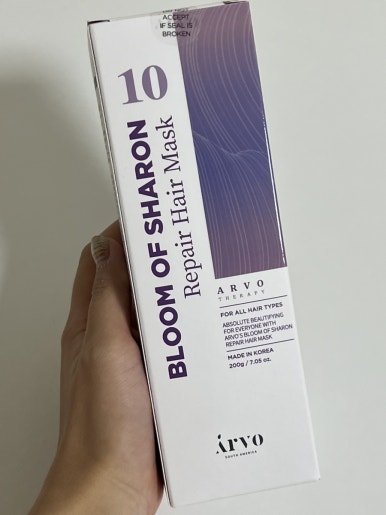 ACCEPT
IF SEAL IS
BROKEN
10
BLOOM OF SHARON
Repair Hair Mask
ARVO
THERAPY
FOR ALL HAIR TYPES
ABSOLUTE BEAUTIFYING
FOR EVERYONE WITH
ARVO'S BLOOM OF SHARON
REPAIR HAIR MASK
MADE IN KOREA
200g / 7.05 oz.
Árvo
SOUTH AMERICA